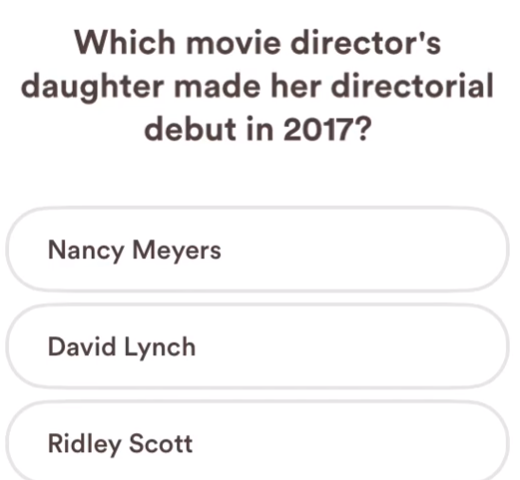 Which movie director's
daughter made her directorial
debut in 2017?
Nancy Meyers
David Lynch
Ridley Scott